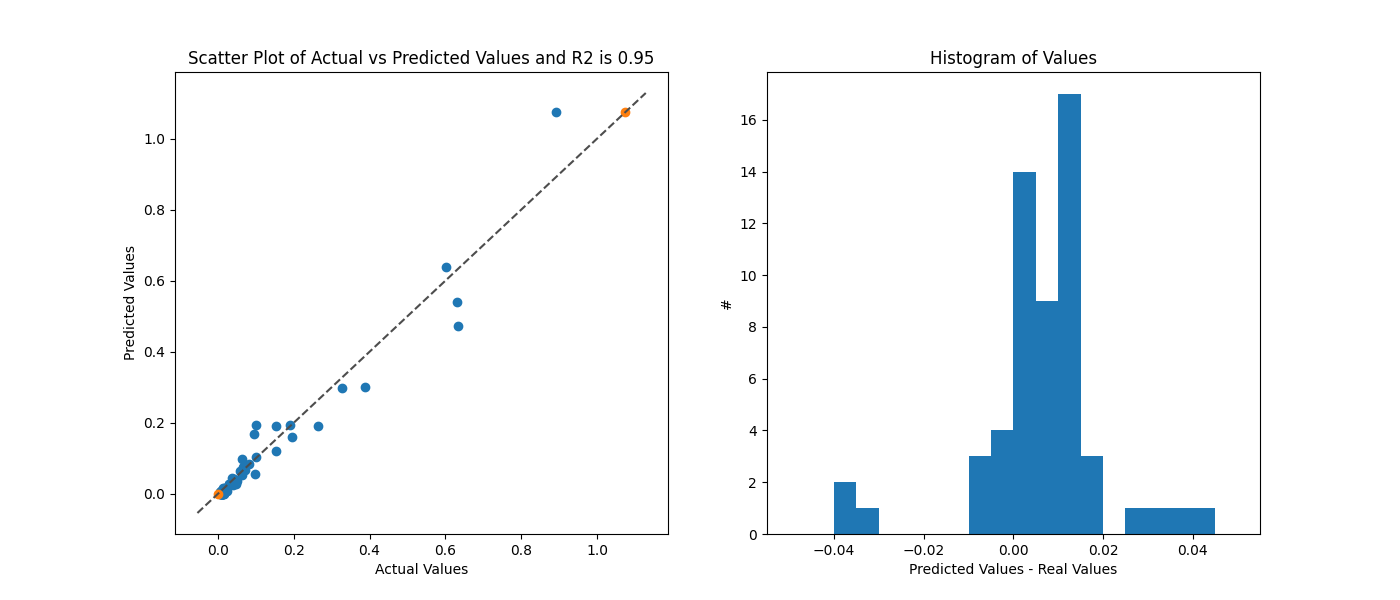 Scatter Plot of Actual vs Predicted Values and R2 is 0.95
Predicted Values
1.0
0.8
0.6
0.4
0.2
0.0
0.0 0.2 0.4 0.6 0.8 1.0
Actual Values
Histogram of Values
#
16
14
12
10
8
6
4
2
0
−0.04 −0.02 0.00 0.02 0.04
Predicted Values - Real Values